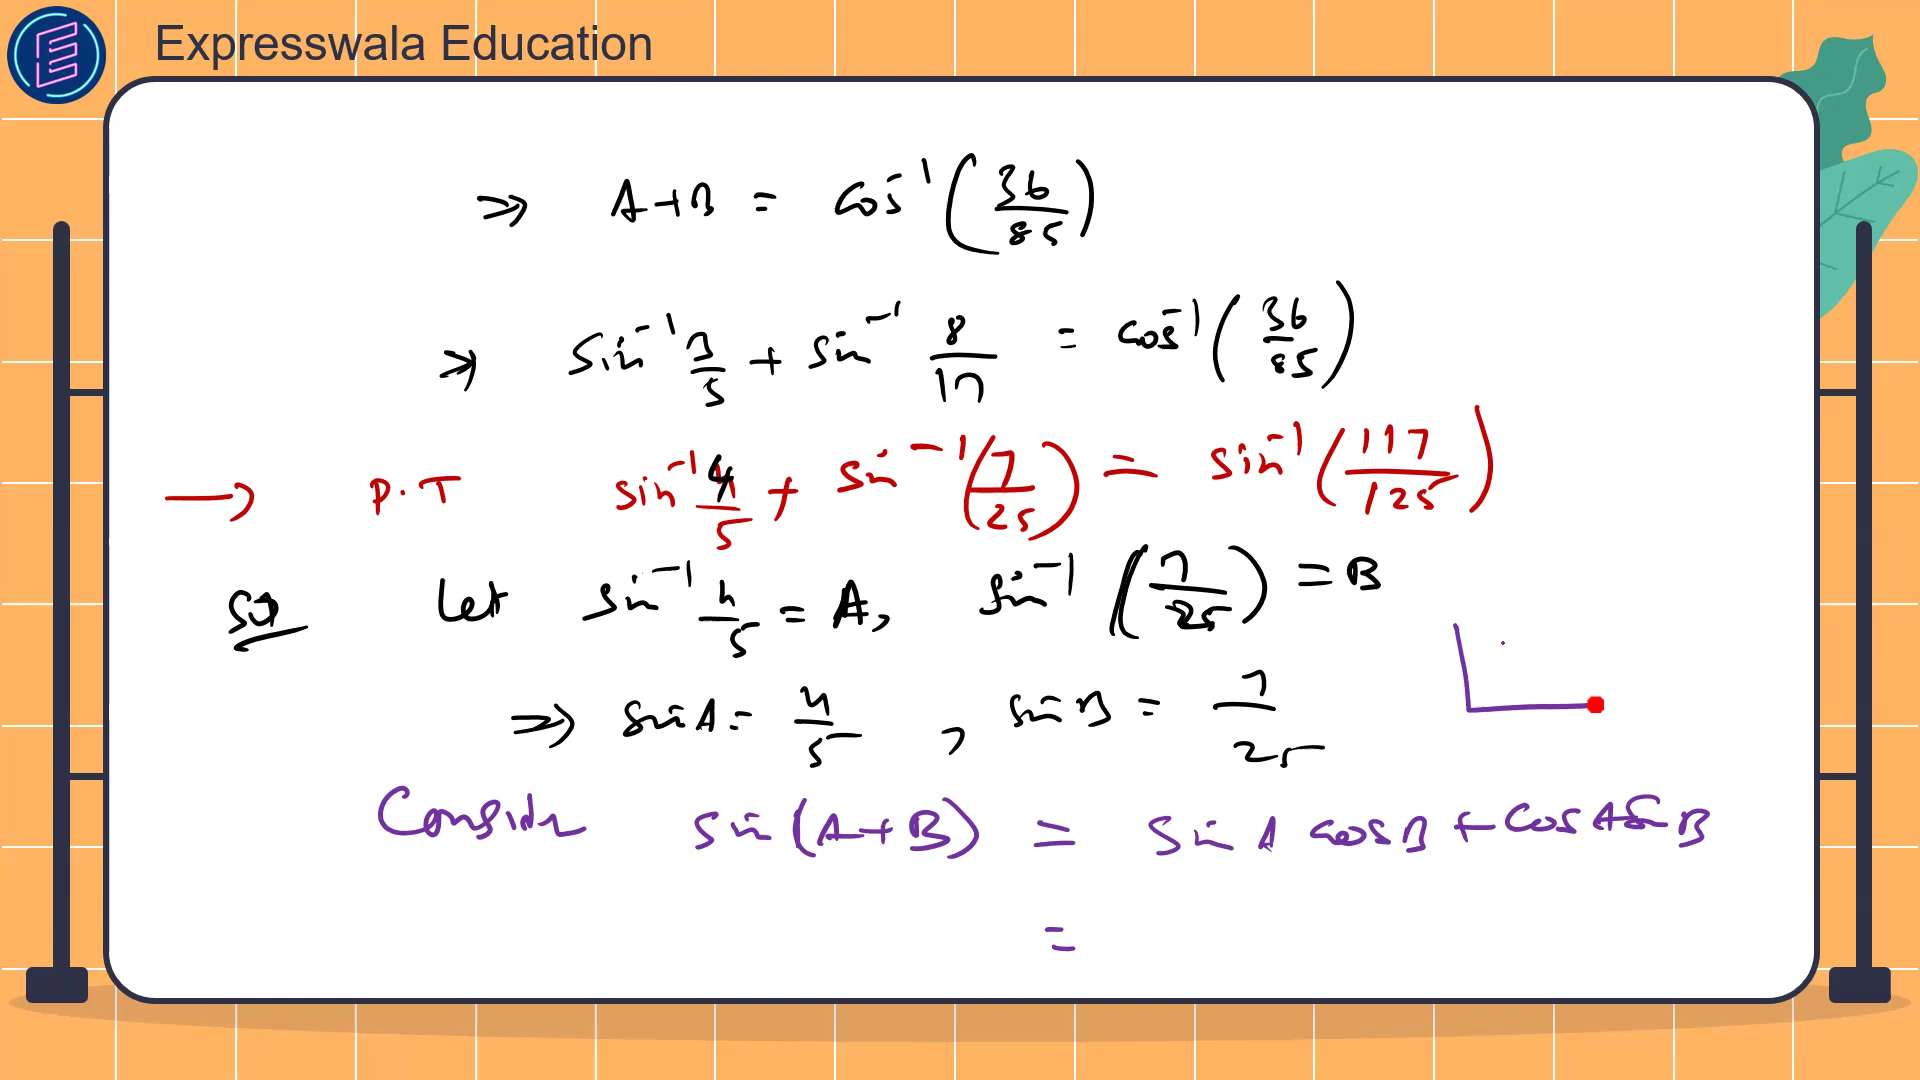 Expresswala Education
⇒ A+B = cos⁻¹(36/85)
⇒ sin⁻¹ 3/5 + sin⁻¹ 8/17 = cos⁻¹(36/85)
→ P.T sin⁻¹ 4/5 + sin⁻¹(7/25) = sin⁻¹(117/125)
Sol Let sin⁻¹ 4/5 = A, sin⁻¹(7/25) = B
⇒ sin A = 4/5 , sin B = 7/25
Consider sin(A+B) = sin A cos B + cos A sin B
=